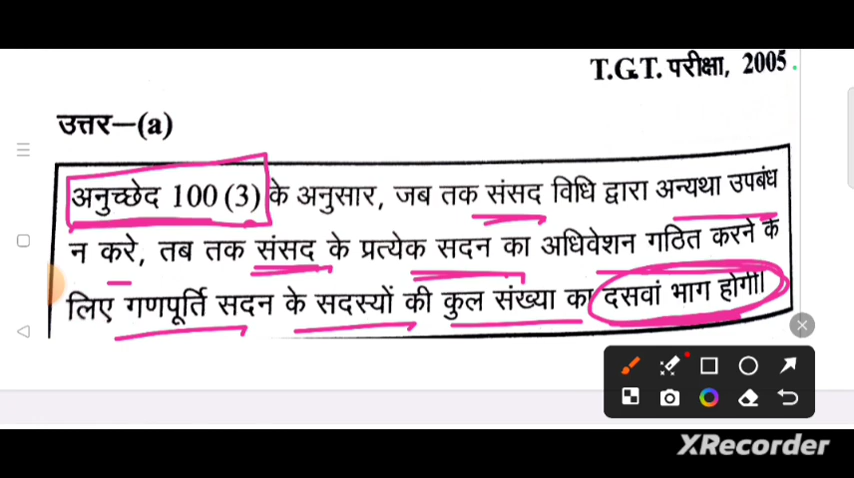 T.G.T. परीक्षा, 2005
उत्तर–(a)
अनुच्छेद 100 (3) के अनुसार, जब तक संसद विधि द्वारा अन्यथा उपबंध
न करे, तब तक संसद के प्रत्येक सदन का अधिवेशन गठित करने के
लिए गणपूर्ति सदन के सदस्यों की कुल संख्या का दसवां भाग होगी।
XRecorder